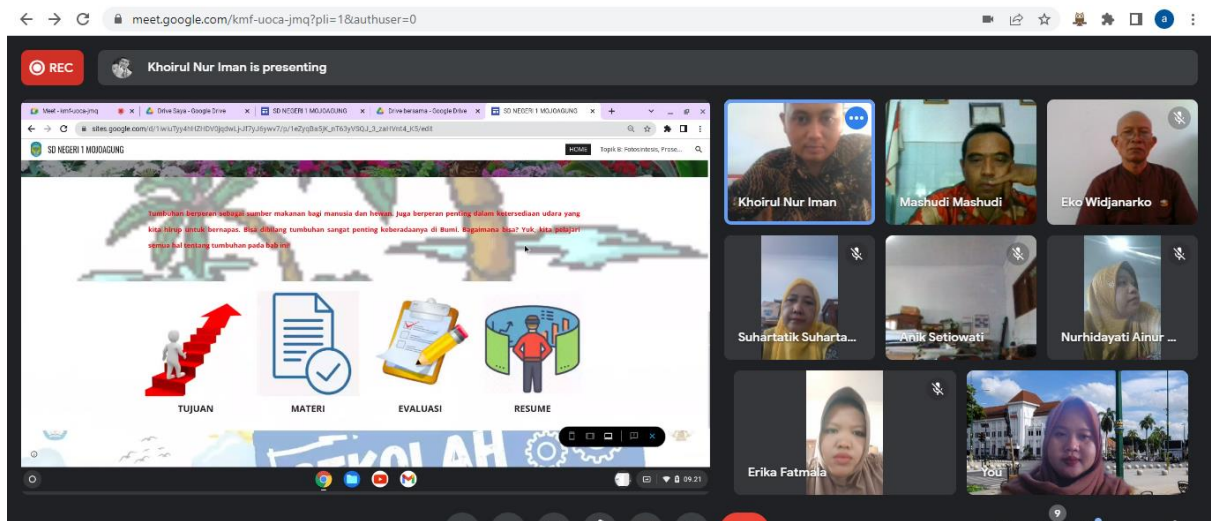 meet.google.com/kmf-uoca-jmq?pli=1&authuser=0
a
REC
Khoirul Nur Iman is presenting
Meet - kmf-uoca-jmq
Drive Saya - Google Drive
SD NEGERI 1 MOJOAGUNG
Drive bersama - Google Drive
SD NEGERI 1 MOJOAGUNG
SD NEGERI 1 MOJOAGUNG
HOME
Topik B: Fotosintesis, Prose...
Tumbuhan berperan sebagai sumber makanan bagi manusia dan hewan. Juga berperan penting dalam ketersediaan udara yang
kita hirup untuk bernapas. Bisa dibilang tumbuhan sangat penting keberadaanya di Bumi. Bagaimana bisa? Yuk, kita pelajari
semua hal tentang tumbuhan pada bab ini!
TUJUAN
MATERI
EVALUASI
RESUME
SEKOLAH
09.21
Khoirul Nur Iman
Mashudi Mashudi
Eko Widjanarko
Suhartatik Suharta...
Anik Setiowati
Nurhidayati Ainur ...
Erika Fatmala
You
9